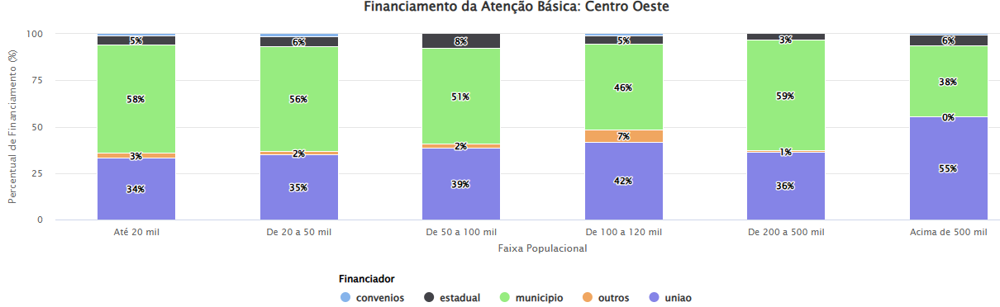 Financiamento da Atenção Básica: Centro Oeste
Percentual de Financiamento (%)
100
75
50
25
0
5%
58%
3%
34%
6%
56%
2%
35%
8%
51%
2%
39%
5%
46%
7%
42%
3%
59%
1%
36%
6%
38%
0%
55%
Até 20 mil
De 20 a 50 mil
De 50 a 100 mil
De 100 a 120 mil
De 200 a 500 mil
Acima de 500 mil
Faixa Populacional
Financiador
convenios
estadual
municipio
outros
uniao